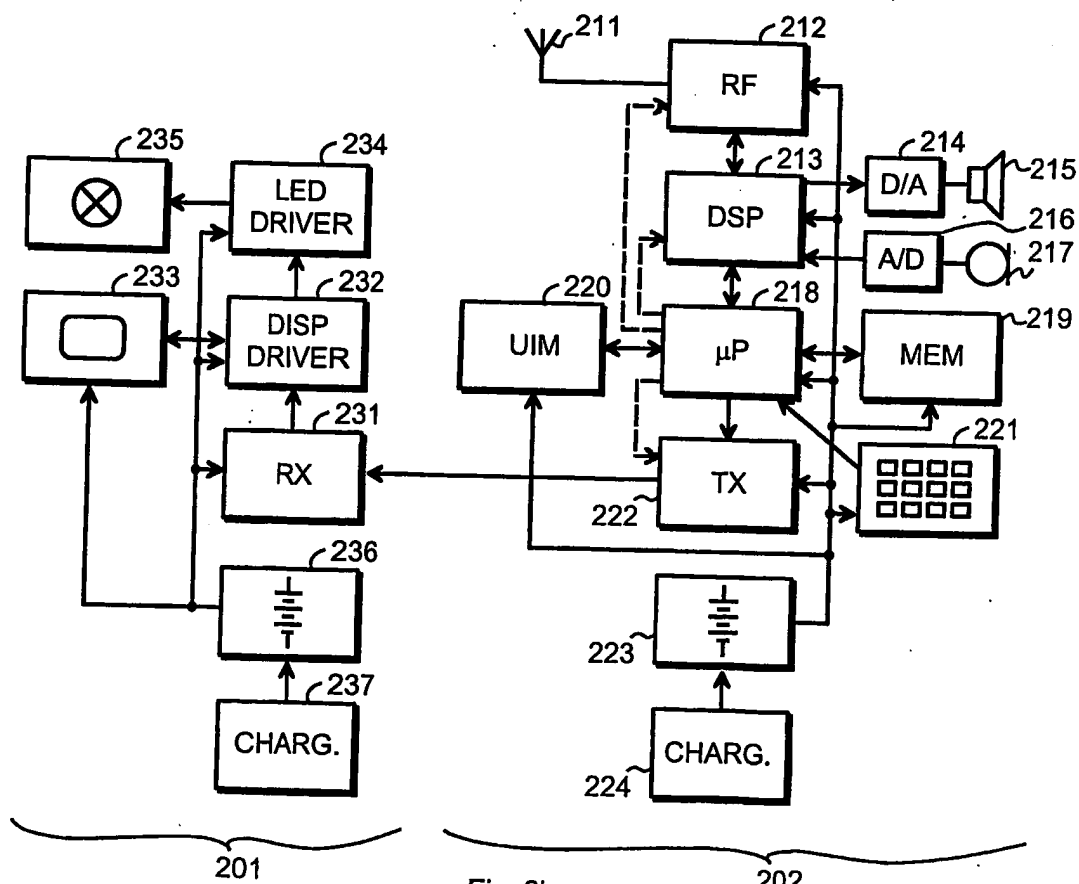 211
212
RF
235
234
LED
DRIVER
213
DSP
214
D/A
215
216
A/D
217
233
232
DISP
DRIVER
220
UIM
218
µP
219
MEM
231
RX
222
TX
221
236
223
237
CHARG.
224
CHARG.
201
202